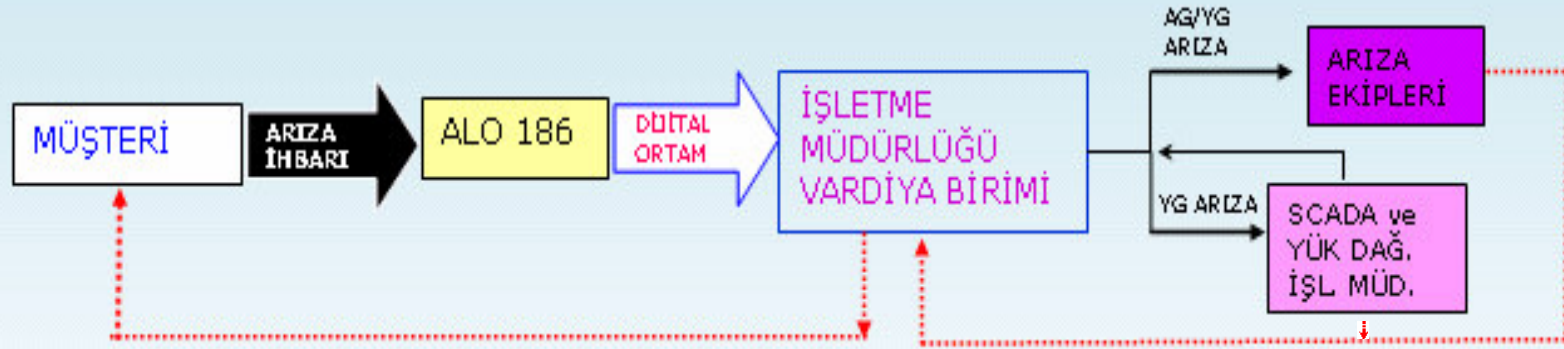 MÜŞTERİ
ARIZA
İHBARI
ALO 186
DİJİTAL
ORTAM
İŞLETME
MÜDÜRLÜĞÜ
VARDİYA BİRİMİ
AG/YG
ARIZA
ARIZA
EKİPLERİ
YG ARIZA
SCADA ve
YÜK DAĞ.
İŞL. MÜD.